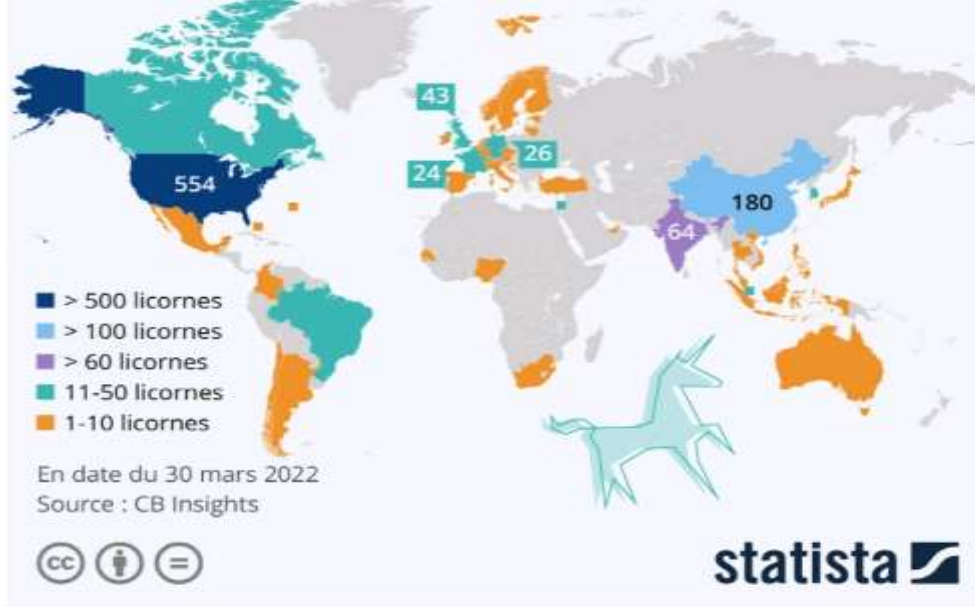 43
24
26
554
180
64
> 500 licornes
> 100 licornes
> 60 licornes
11-50 licornes
1-10 licornes
En date du 30 mars 2022
Source : CB Insights
cc
=
statista